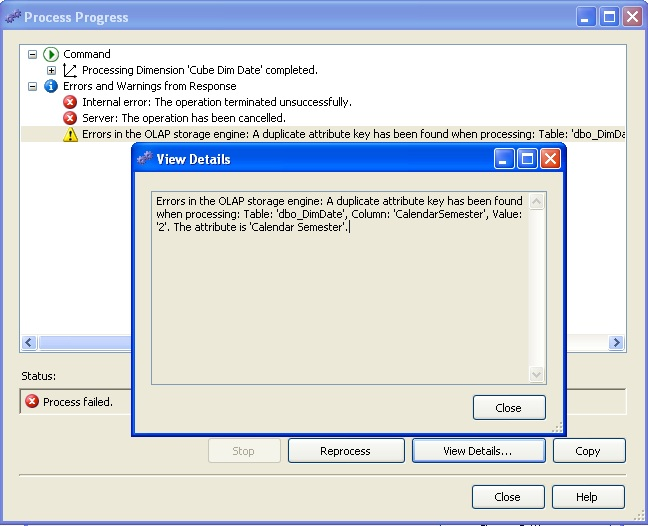 Process Progress
Command
Processing Dimension 'Cube Dim Date' completed.
Errors and Warnings from Response
Internal error: The operation terminated unsuccessfully.
Server: The operation has been cancelled.
Errors in the OLAP storage engine: A duplicate attribute key has been found when processing: Table: 'dbo_DimDa
View Details
Errors in the OLAP storage engine: A duplicate attribute key has been found
when processing: Table: 'dbo_DimDate', Column: 'CalendarSemester', Value:
'2'. The attribute is 'Calendar Semester'.
Close
Status:
Process failed.
Stop
Reprocess
View Details...
Copy
Close
Help